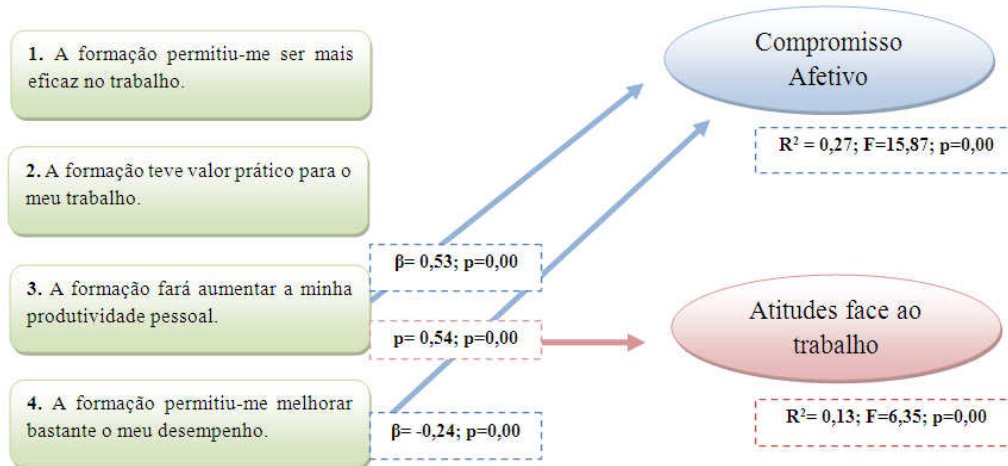 1. A formação permitiu-me ser mais
eficaz no trabalho.
2. A formação teve valor prático para o
meu trabalho.
3. A formação fará aumentar a minha
produtividade pessoal.
4. A formação permitiu-me melhorar
bastante o meu desempenho.
β= 0,53; p=0,00
p= 0,54; p=0,00
β= -0,24; p=0,00
Compromisso
Afetivo
R² = 0,27; F=15,87; p=0,00
Atitudes face ao
trabalho
R²= 0,13; F=6,35; p=0,00